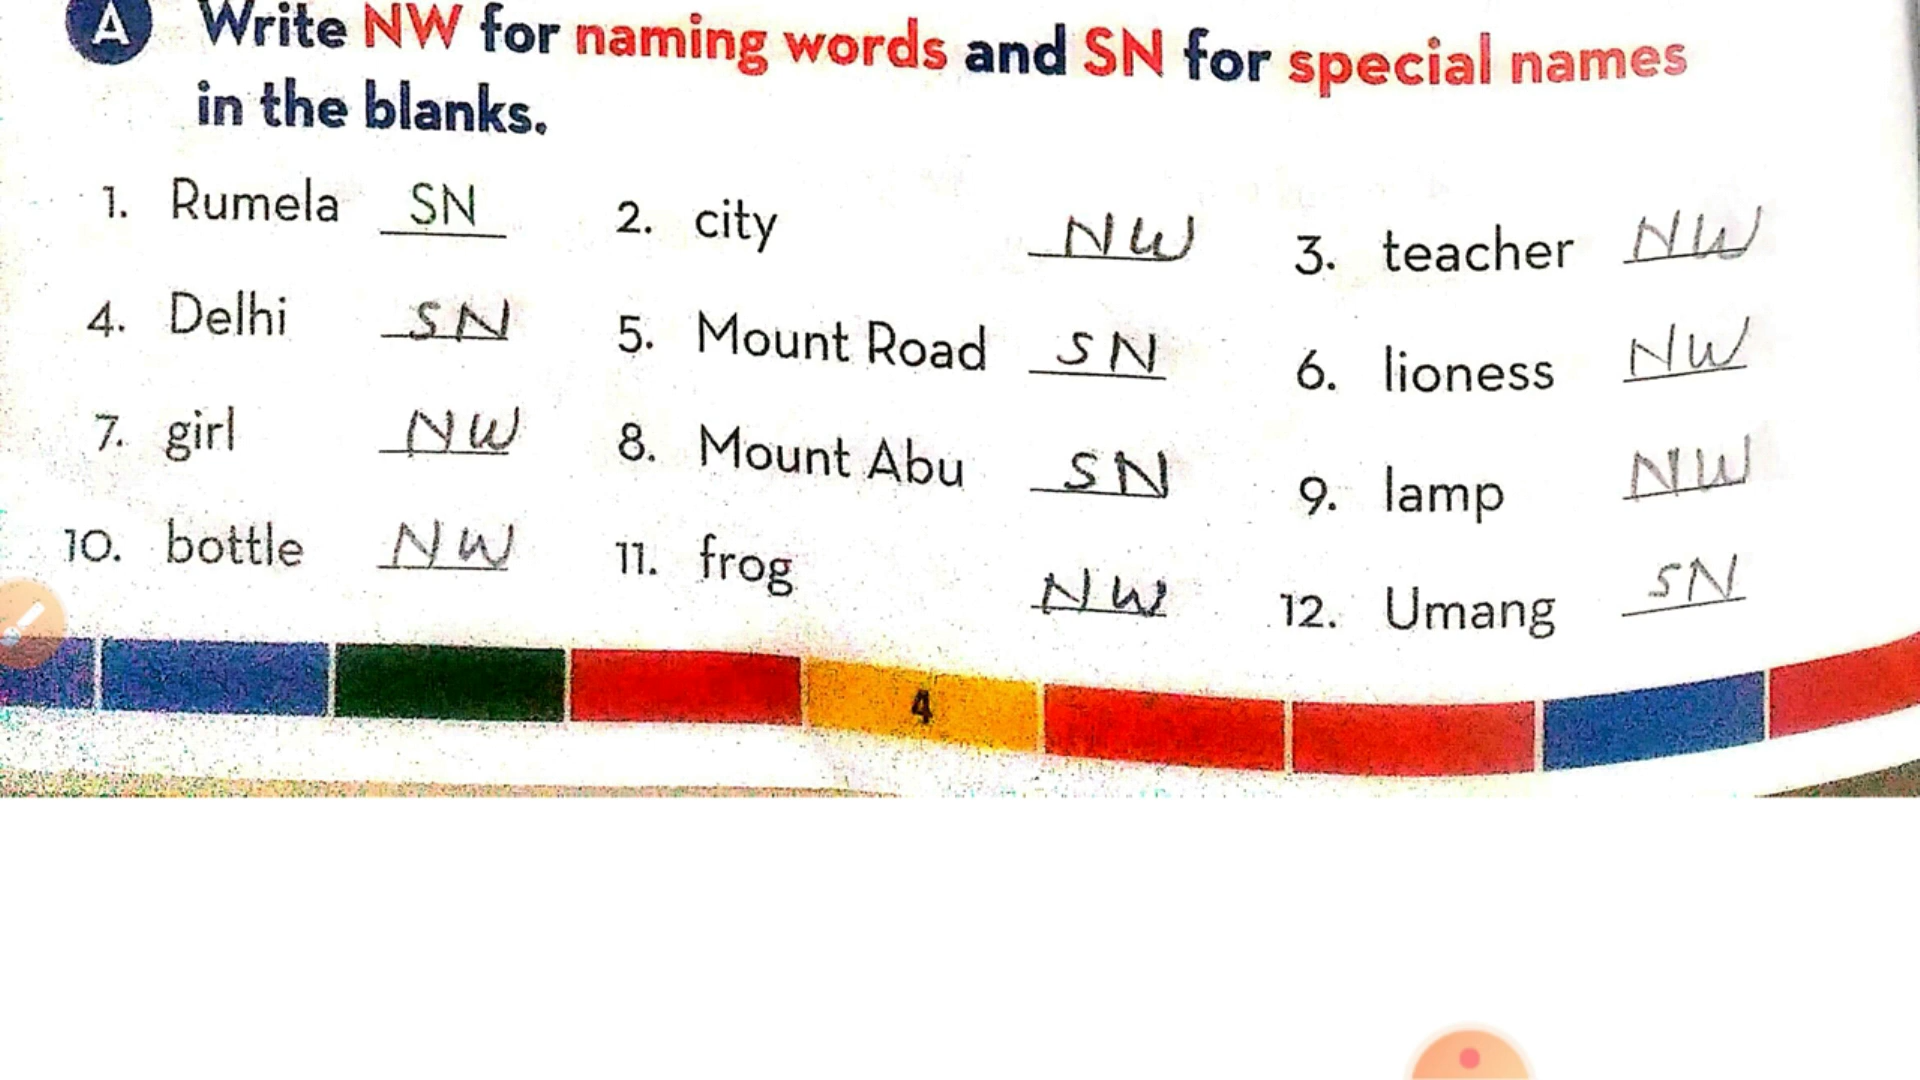 A Write NW for naming words and SN for special names
in the blanks.
1. Rumela SN 2. city NW 3. teacher NW
4. Delhi SN 5. Mount Road SN 6. lioness NW
7. girl NW 8. Mount Abu SN 9. lamp NW
10. bottle NW 11. frog NW 12. Umang SN
4